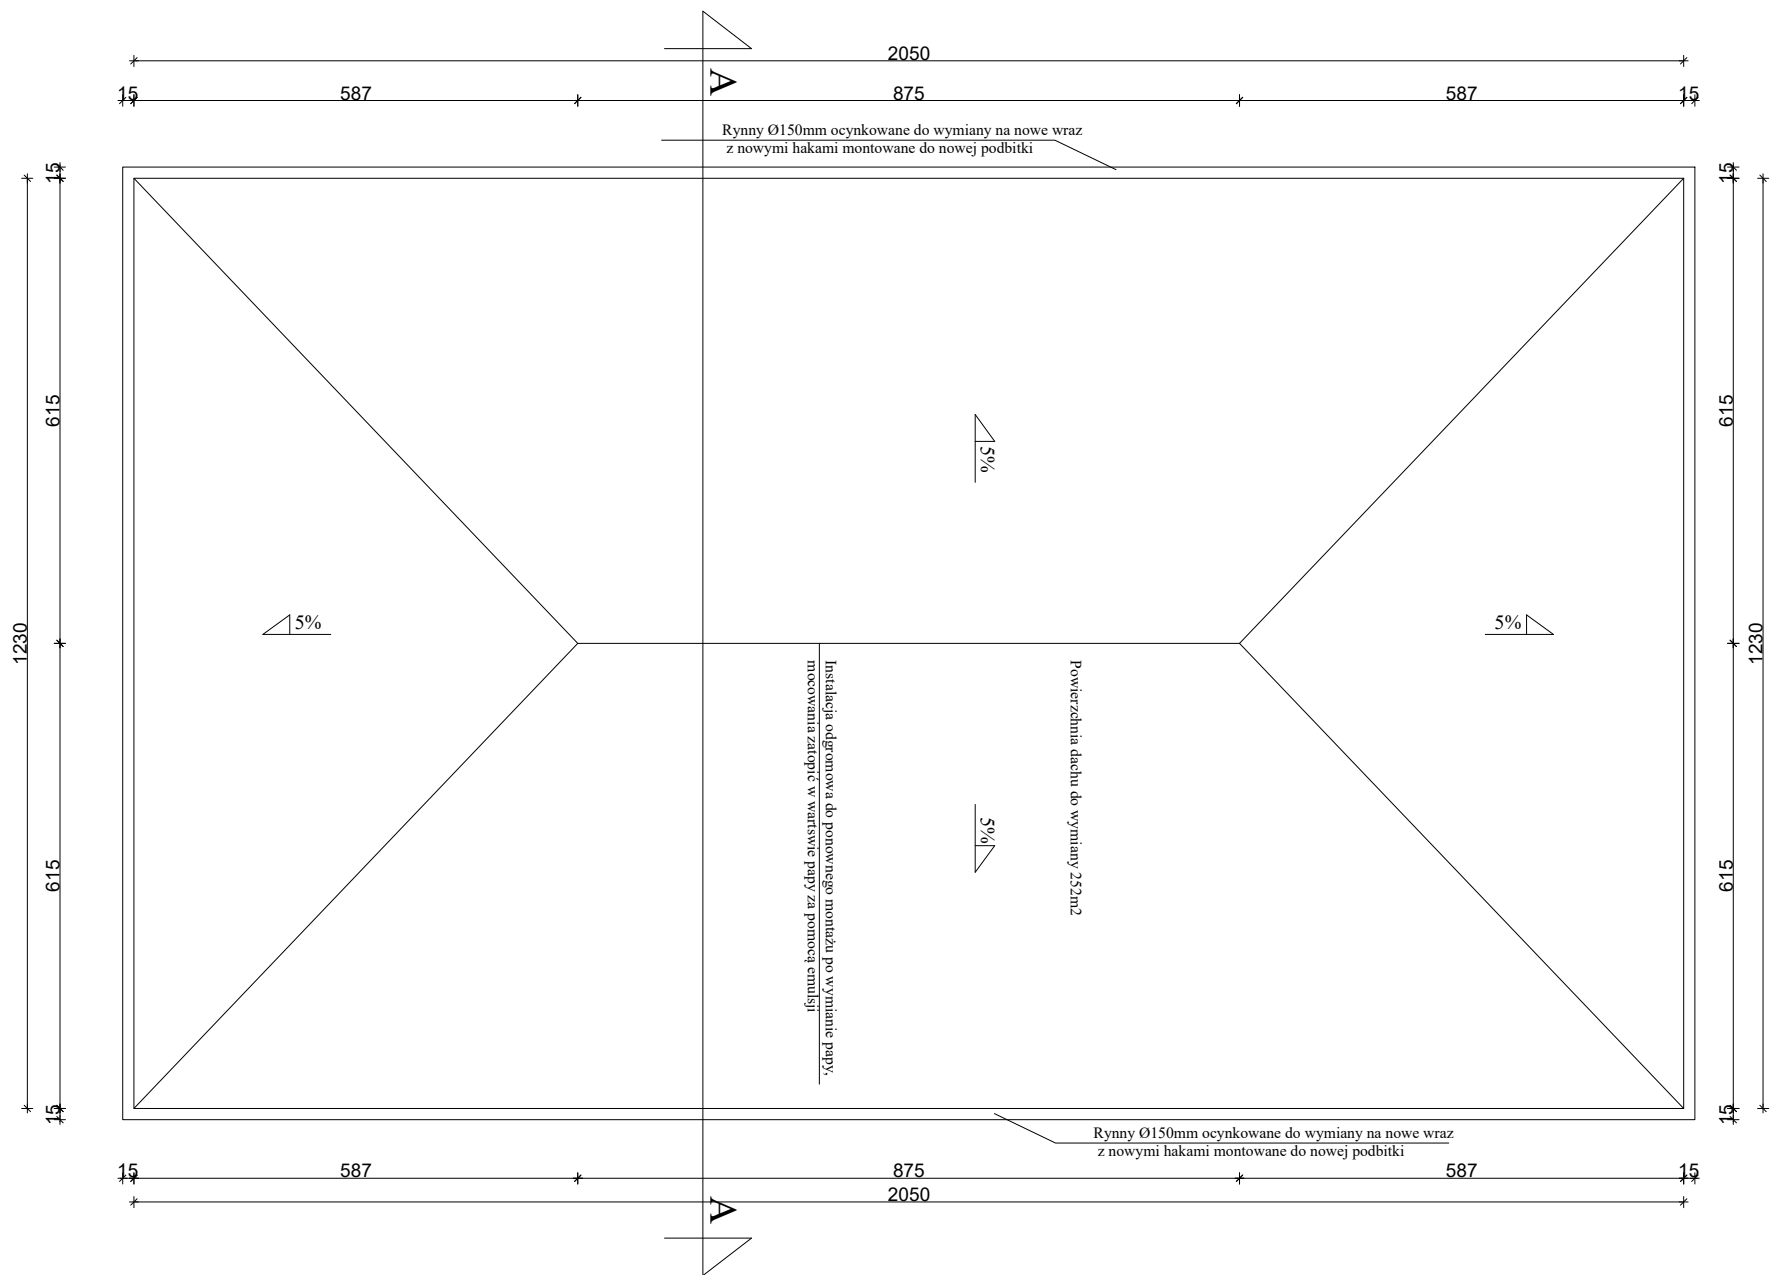 2050
15 587 875 587 15
A
Rynny Ø150mm ocynkowane do wymiany na nowe wraz
z nowymi hakami montowane do nowej podbitki
15 15
615 615
5%
5% 5%
1230 1230
Powierzchnia dachu do wymiany 252m2
Instalacja odgromowa do ponownego montażu po wymianie papy,
mocowania zatopić w wartswie papy za pomocą emulsji
5%
615 615
15 15
Rynny Ø150mm ocynkowane do wymiany na nowe wraz
z nowymi hakami montowane do nowej podbitki
15 587 875 587 15
2050
A